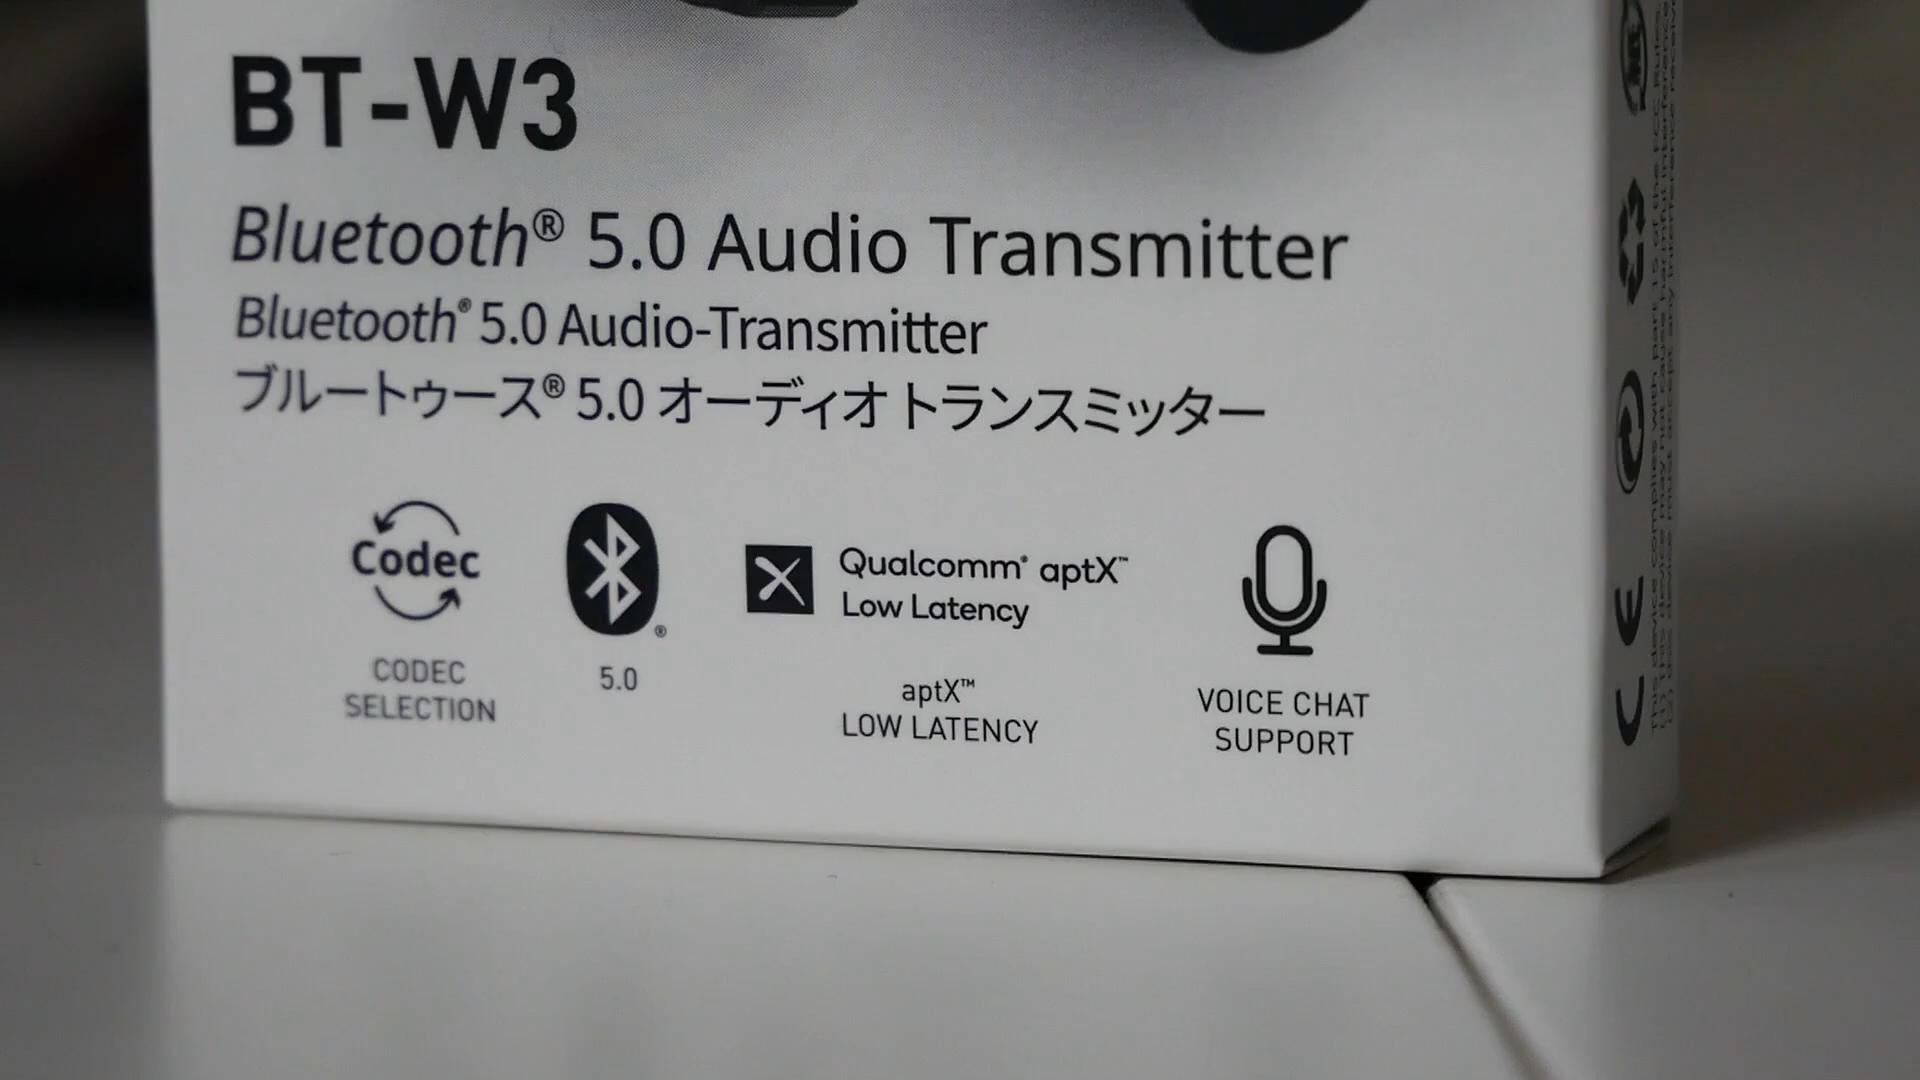 BT-W3
Bluetooth® 5.0 Audio Transmitter
Bluetooth® 5.0 Audio-Transmitter
ブルートゥース® 5.0 オーディオ トランスミッター
Codec
CODEC
SELECTION
®
5.0
Qualcomm® aptX™
Low Latency
aptX™
LOW LATENCY
VOICE CHAT
SUPPORT
CE